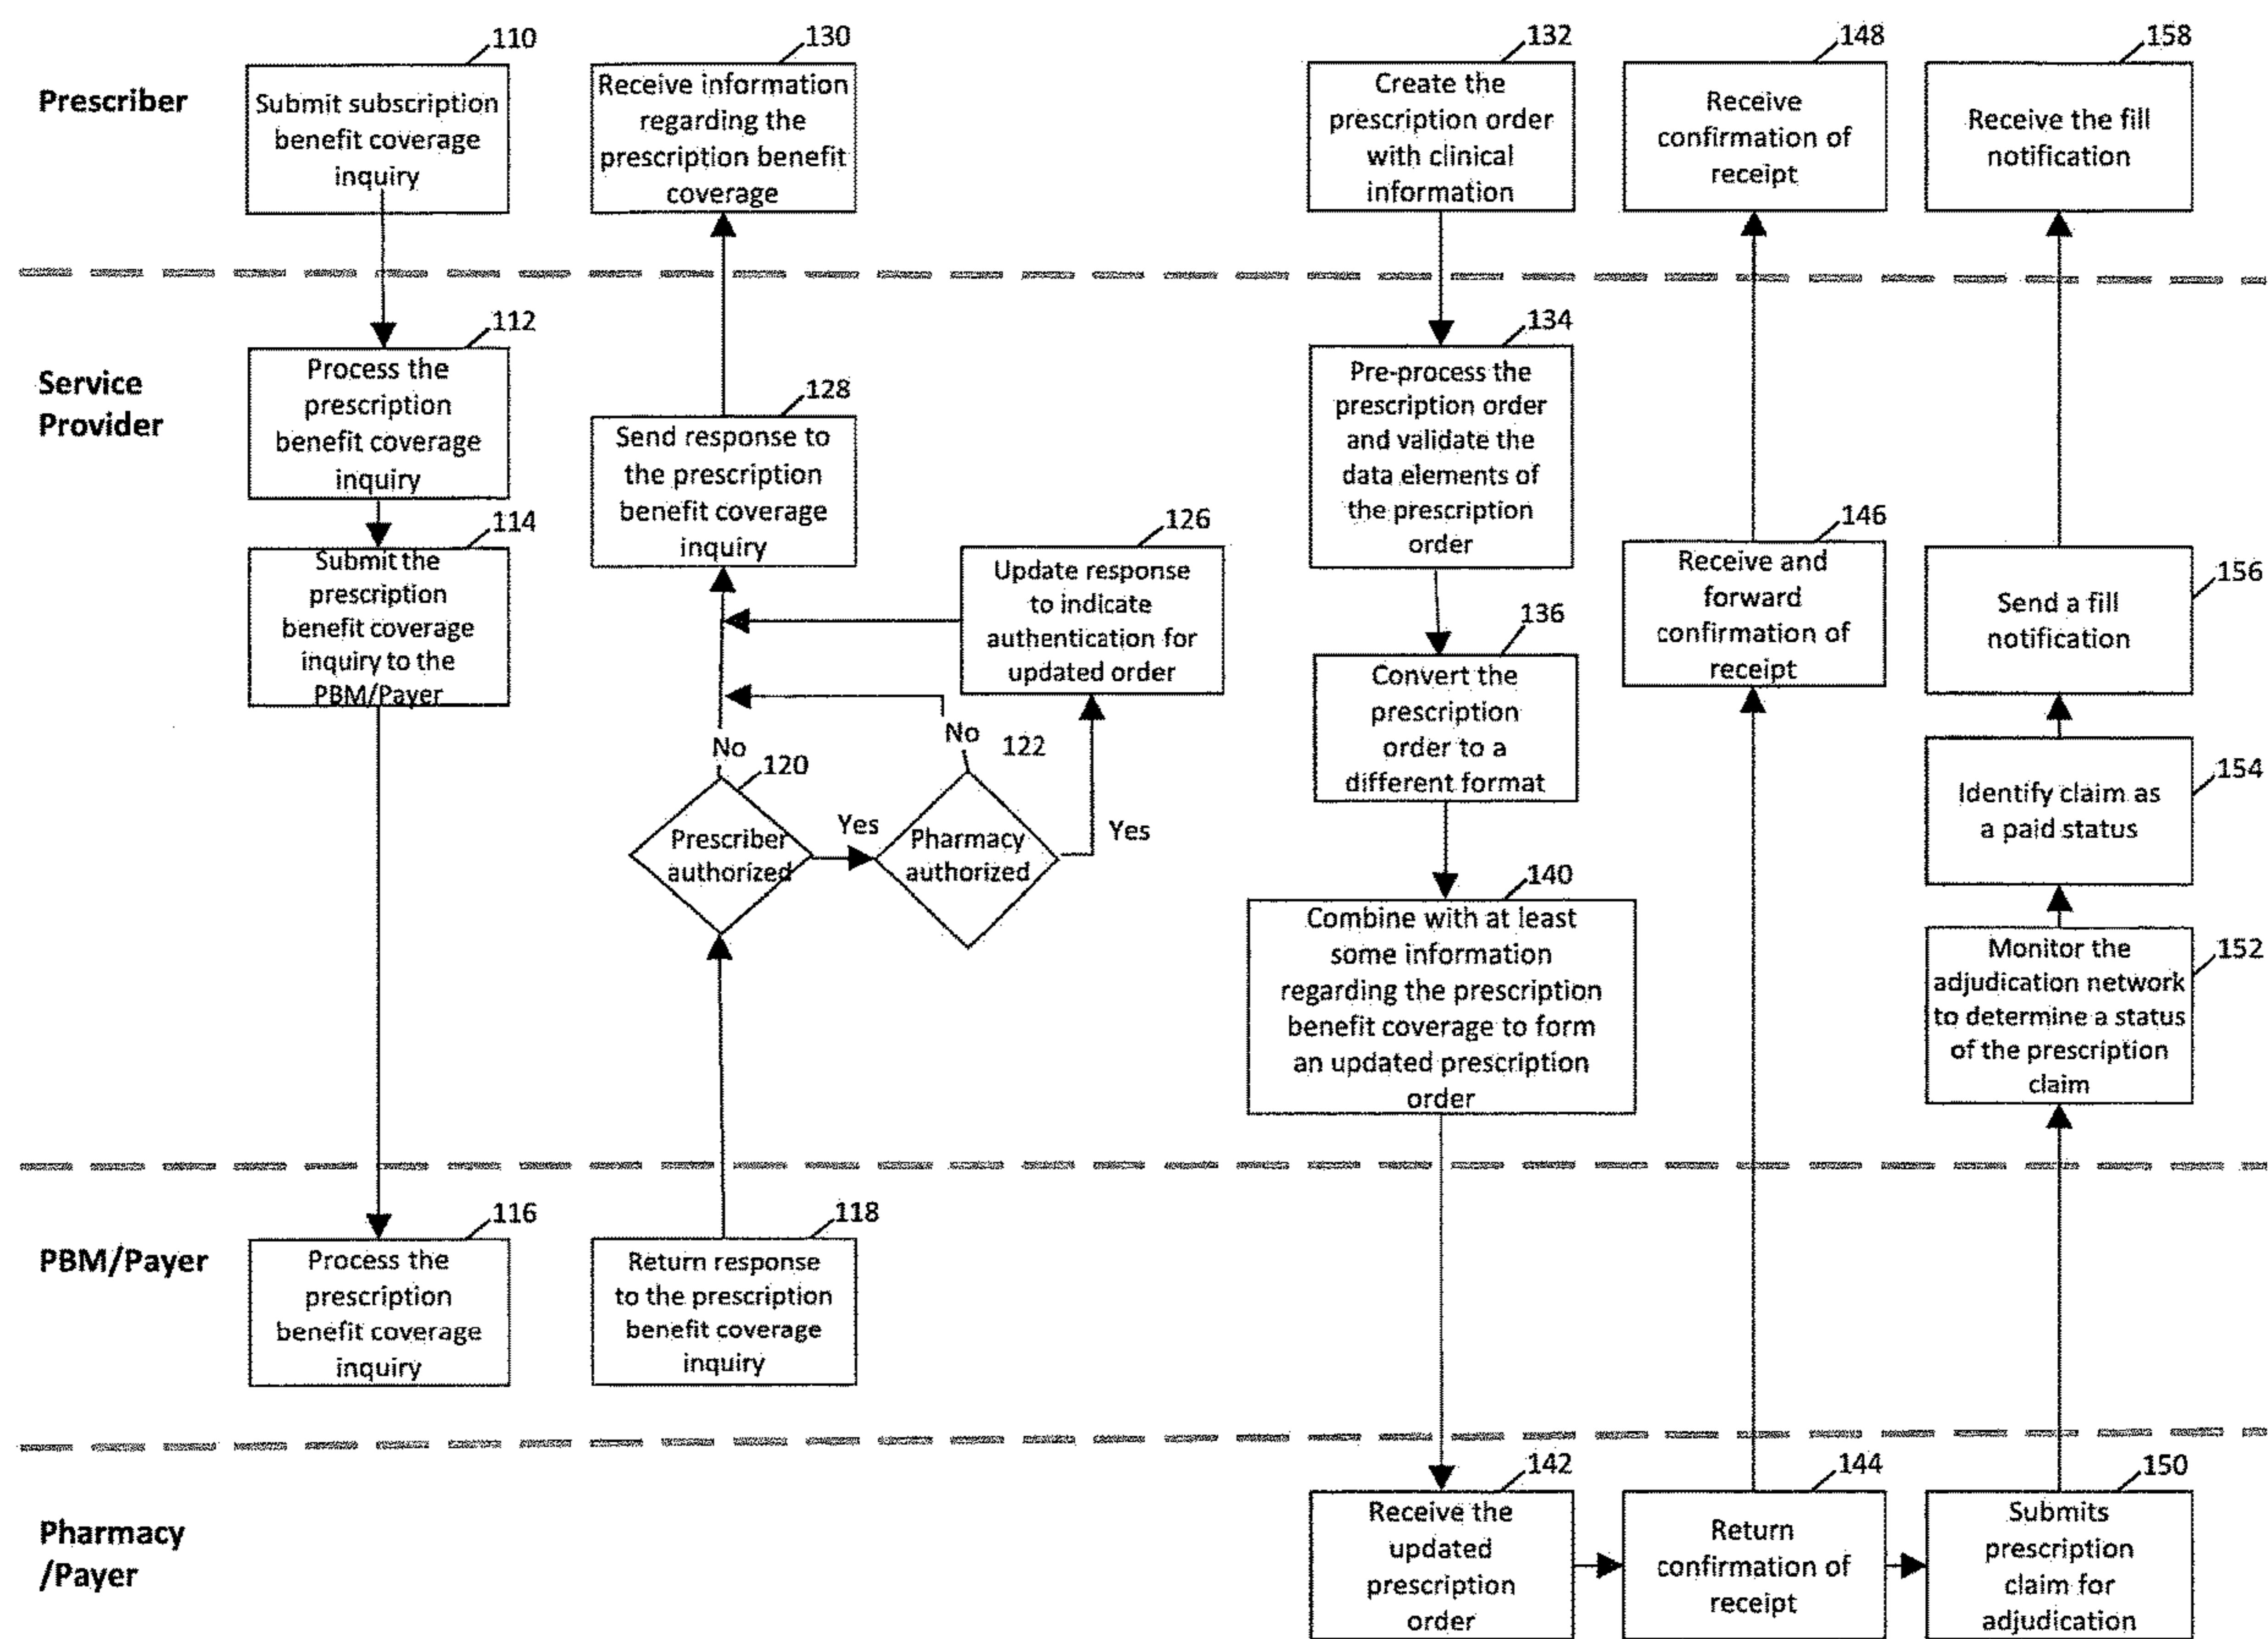 Prescriber
110
Submit subscription
benefit coverage
inquiry
130
Receive information
regarding the
prescription benefit
coverage
132
Create the
prescription order
with clinical
information
148
Receive
confirmation of
receipt
158
Receive the fill
notification
Service
Provider
112
Process the
prescription
benefit coverage
inquiry
114
Submit the
prescription
benefit coverage
inquiry to the
PBM/Payer
128
Send response to
the prescription
benefit coverage
inquiry
126
Update response
to indicate
authentication for
updated order
No
120
Prescriber
authorized
Yes
No
122
Pharmacy
authorized
Yes
134
Pre-process the
prescription order
and validate the
data elements of
the prescription
order
136
Convert the
prescription
order to a
different format
140
Combine with at least
some information
regarding the prescription
benefit coverage to form
an updated prescription
order
146
Receive and
forward
confirmation of
receipt
156
Send a fill
notification
154
Identify claim as
a paid status
152
Monitor the
adjudication network
to determine a status
of the prescription
claim
PBM/Payer
116
Process the
prescription
benefit coverage
inquiry
118
Return response
to the prescription
benefit coverage
inquiry
Pharmacy
/Payer
142
Receive the
updated
prescription
order
144
Return
confirmation of
receipt
150
Submits
prescription
claim for
adjudication